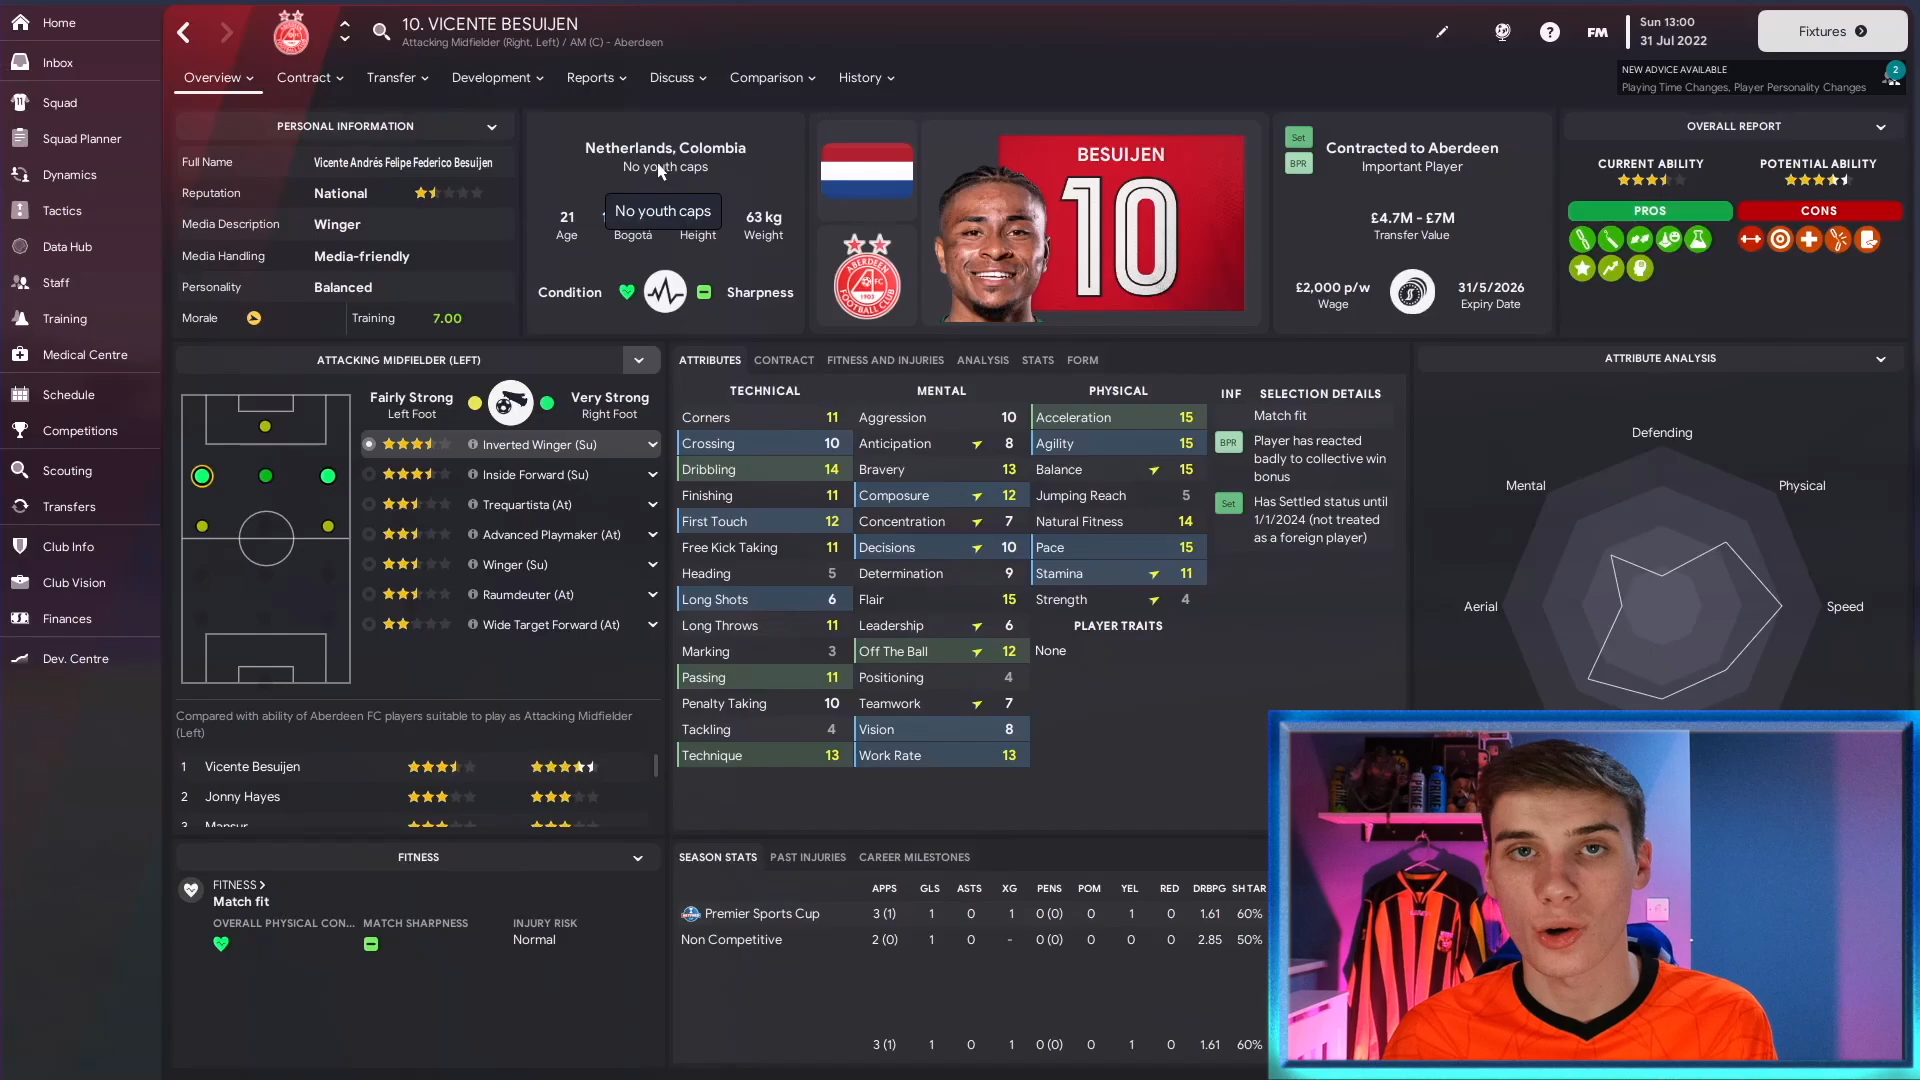 Home
Inbox
Squad
Squad Planner
Dynamics
Tactics
Data Hub
Staff
Training
Medical Centre
Schedule
Competitions
Scouting
Transfers
Club Info
Club Vision
Finances
Dev. Centre
10. VICENTE BESUIJEN
Attacking Midfielder (Right, Left) / AM (C) - Aberdeen
FM
Sun 13:00
31 Jul 2022
Fixtures
Overview Contract Transfer Development Reports Discuss Comparison History
NEW ADVICE AVAILABLE
Playing Time Changes, Player Personality Changes
2
PERSONAL INFORMATION
Full Name Vicente Andrés Felipe Federico Besuijen
Reputation National
Media Description Winger
Media Handling Media-friendly
Personality Balanced
Morale Training 7.00
Netherlands, Colombia
No youth caps
No youth caps
21 63 kg
Age Bogotá Height Weight
Condition Sharpness
ABERDEEN
FOOTBALL CLUB
1903
BESUIJEN
10
Set
BPR
Contracted to Aberdeen
Important Player
£4.7M - £7M
Transfer Value
£2,000 p/w
Wage
31/5/2026
Expiry Date
OVERALL REPORT
CURRENT ABILITY POTENTIAL ABILITY
PROS CONS
ATTACKING MIDFIELDER (LEFT)
Fairly Strong
Left Foot
Very Strong
Right Foot
Inverted Winger (Su)
Inside Forward (Su)
Trequartista (At)
Advanced Playmaker (At)
Winger (Su)
Raumdeuter (At)
Wide Target Forward (At)
Compared with ability of Aberdeen FC players suitable to play as Attacking Midfielder
(Left)
1 Vicente Besuijen
2 Jonny Hayes
FITNESS
FITNESS
Match fit
OVERALL PHYSICAL CON... MATCH SHARPNESS INJURY RISK
Normal
ATTRIBUTES CONTRACT FITNESS AND INJURIES ANALYSIS STATS FORM
TECHNICAL
Corners 11
Crossing 10
Dribbling 14
Finishing 11
First Touch 12
Free Kick Taking 11
Heading 5
Long Shots 6
Long Throws 11
Marking 3
Passing 11
Penalty Taking 10
Tackling 4
Technique 13
MENTAL
Aggression 10
Anticipation 8
Bravery 13
Composure 12
Concentration 7
Decisions 10
Determination 9
Flair 15
Leadership 6
Off The Ball 12
Positioning 4
Teamwork 7
Vision 8
Work Rate 13
PHYSICAL
Acceleration 15
Agility 15
Balance 15
Jumping Reach 5
Natural Fitness 14
Pace 15
Stamina 11
Strength 4
PLAYER TRAITS
None
INF SELECTION DETAILS
Match fit
BPR Player has reacted
badly to collective win
bonus
Set Has Settled status until
1/1/2024 (not treated
as a foreign player)
ATTRIBUTE ANALYSIS
Defending
Mental Physical
Aerial Speed
SEASON STATS PAST INJURIES CAREER MILESTONES
APPS GLS ASTS XG PENS POM YEL RED DRBPG SH TAR
Premier Sports Cup 3 (1) 1 0 1 0 (0) 0 1 0 1.61 60%
Non Competitive 2 (0) 1 0 - 0 (0) 0 0 0 2.85 50%
3 (1) 1 0 1 0 (0) 0 1 0 1.61 60%